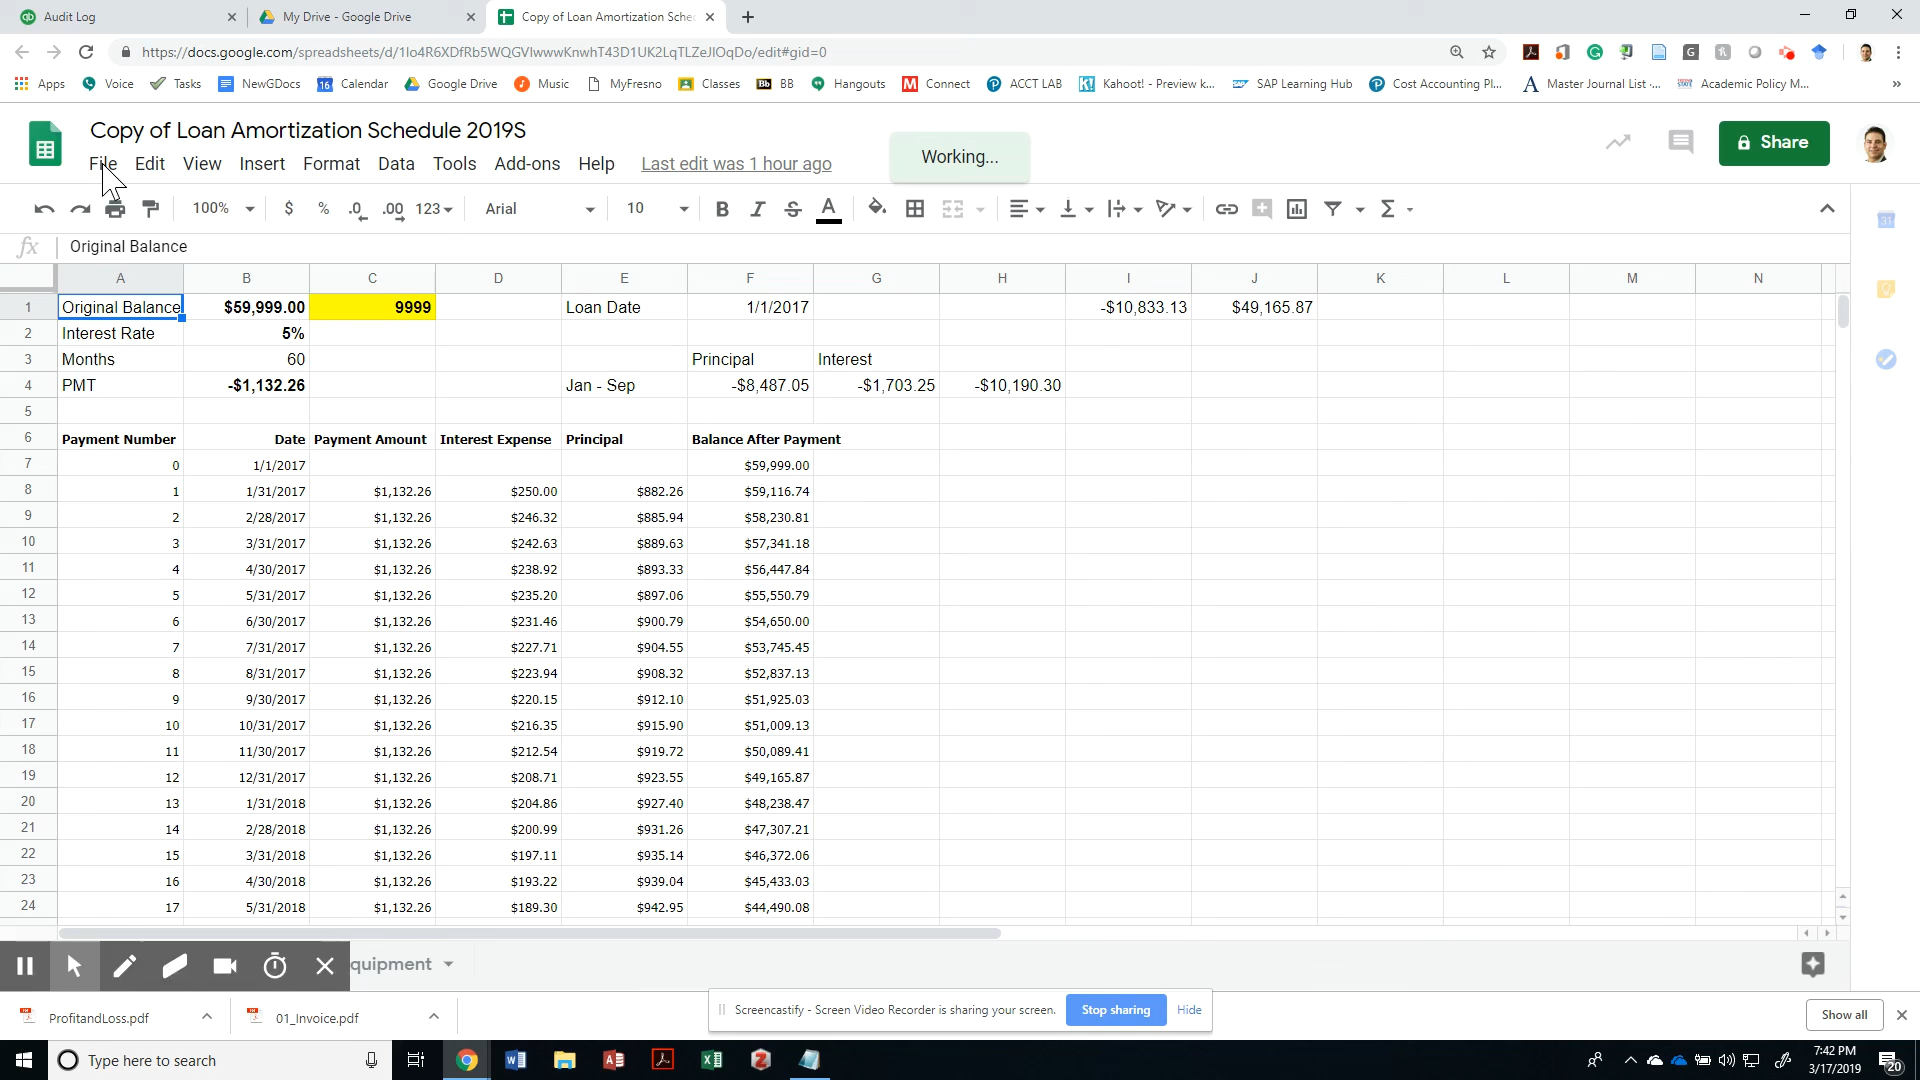 Audit Log
My Drive - Google Drive
Copy of Loan Amortization Sche
https://docs.google.com/spreadsheets/d/1Io4R6XDfRb5WQGVIwwwKnwhT43D1UK2LqTLZeJIOqDo/edit#gid=0
Apps Voice Tasks NewGDocs 16 Calendar Google Drive Music MyFresno Classes Bb BB Hangouts M Connect ACCT LAB K! Kahoot! - Preview k... SAP Learning Hub Cost Accounting Pl... Master Journal List -... Academic Policy M... »
Copy of Loan Amortization Schedule 2019S
File Edit View Insert Format Data Tools Add-ons Help Last edit was 1 hour ago
Working...
Share
100% $ % .0 .00 123 Arial 10 B I S A Σ
31
fx Original Balance
A B C D E F G H I J K L M N
1 Original Balance $59,999.00 9999 Loan Date 1/1/2017 -$10,833.13 $49,165.87
2 Interest Rate 5%
3 Months 60 Principal Interest
4 PMT -$1,132.26 Jan - Sep -$8,487.05 -$1,703.25 -$10,190.30
5
6 Payment Number Date Payment Amount Interest Expense Principal Balance After Payment
7 0 1/1/2017 $59,999.00
8 1 1/31/2017 $1,132.26 $250.00 $882.26 $59,116.74
9 2 2/28/2017 $1,132.26 $246.32 $885.94 $58,230.81
10 3 3/31/2017 $1,132.26 $242.63 $889.63 $57,341.18
11 4 4/30/2017 $1,132.26 $238.92 $893.33 $56,447.84
12 5 5/31/2017 $1,132.26 $235.20 $897.06 $55,550.79
13 6 6/30/2017 $1,132.26 $231.46 $900.79 $54,650.00
14 7 7/31/2017 $1,132.26 $227.71 $904.55 $53,745.45
15 8 8/31/2017 $1,132.26 $223.94 $908.32 $52,837.13
16 9 9/30/2017 $1,132.26 $220.15 $912.10 $51,925.03
17 10 10/31/2017 $1,132.26 $216.35 $915.90 $51,009.13
18 11 11/30/2017 $1,132.26 $212.54 $919.72 $50,089.41
19 12 12/31/2017 $1,132.26 $208.71 $923.55 $49,165.87
20 13 1/31/2018 $1,132.26 $204.86 $927.40 $48,238.47
21 14 2/28/2018 $1,132.26 $200.99 $931.26 $47,307.21
22 15 3/31/2018 $1,132.26 $197.11 $935.14 $46,372.06
23 16 4/30/2018 $1,132.26 $193.22 $939.04 $45,433.03
24 17 5/31/2018 $1,132.26 $189.30 $942.95 $44,490.08
quipment
ProfitandLoss.pdf 01_Invoice.pdf
Screencastify - Screen Video Recorder is sharing your screen. Stop sharing Hide
Show all
Type here to search
7:42 PM
3/17/2019
20